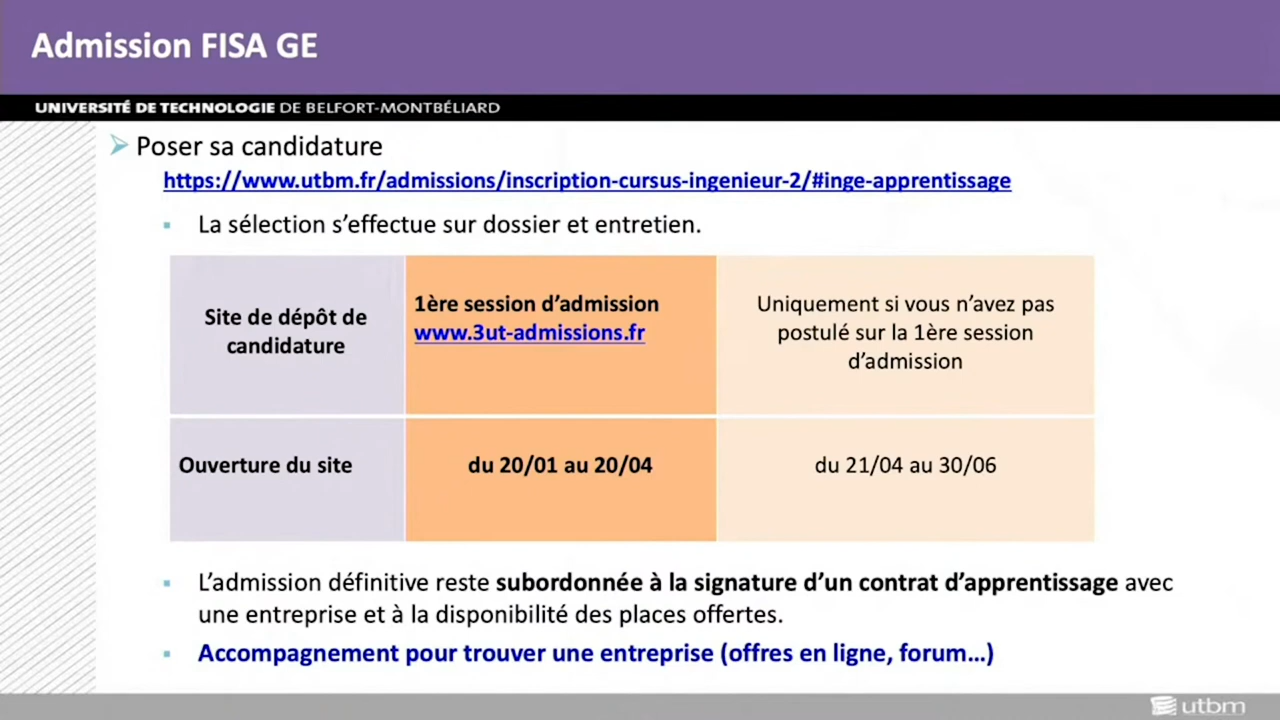 Admission FISA GE
UNIVERSITÉ DE TECHNOLOGIE DE BELFORT-MONTBÉLIARD
Poser sa candidature
https://www.utbm.fr/admissions/inscription-cursus-ingenieur-2/#inge-apprentissage
La sélection s’effectue sur dossier et entretien.
Site de dépôt de
candidature
1ère session d’admission
www.3ut-admissions.fr
Uniquement si vous n’avez pas
postulé sur la 1ère session
d’admission
Ouverture du site
du 20/01 au 20/04
du 21/04 au 30/06
L’admission définitive reste subordonnée à la signature d’un contrat d’apprentissage avec
une entreprise et à la disponibilité des places offertes.
Accompagnement pour trouver une entreprise (offres en ligne, forum…)
utbm